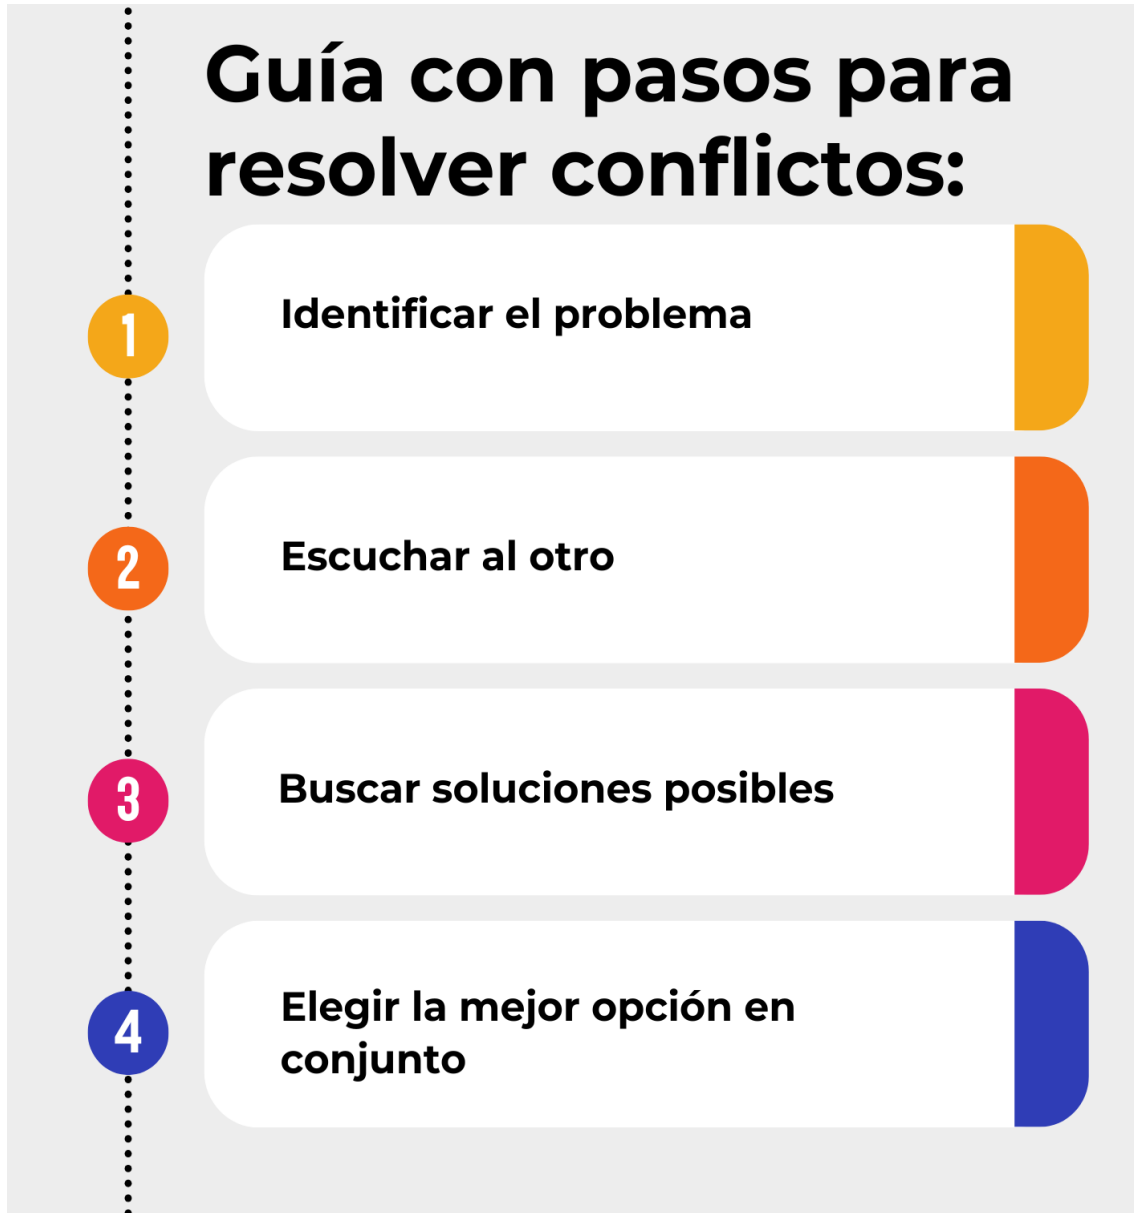 Guía con pasos para
resolver conflictos:
1
Identificar el problema
2
Escuchar al otro
3
Buscar soluciones posibles
4
Elegir la mejor opción en
conjunto